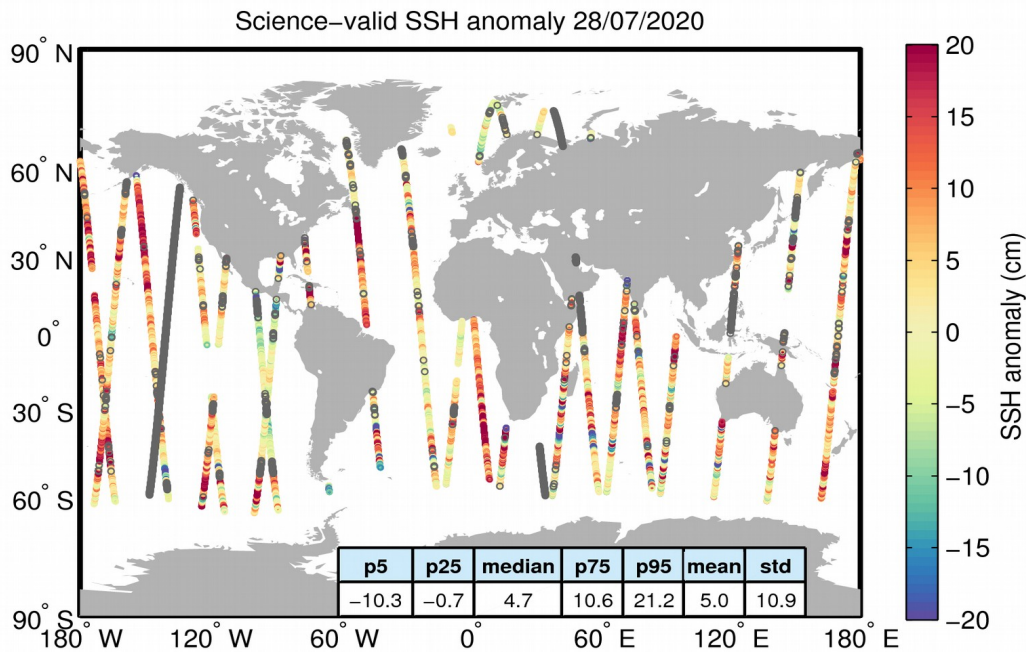 Science−valid SSH anomaly 28/07/2020
90° N
60° N
30° N
0°
30° S
60° S
90° S
180° W
120° W
60° W
0°
60° E
120° E
180° E
p5 p25 median p75 p95 mean std
−10.3 −0.7 4.7 10.6 21.2 5.0 10.9
20
15
10
5
0
−5
−10
−15
−20
SSH anomaly (cm)